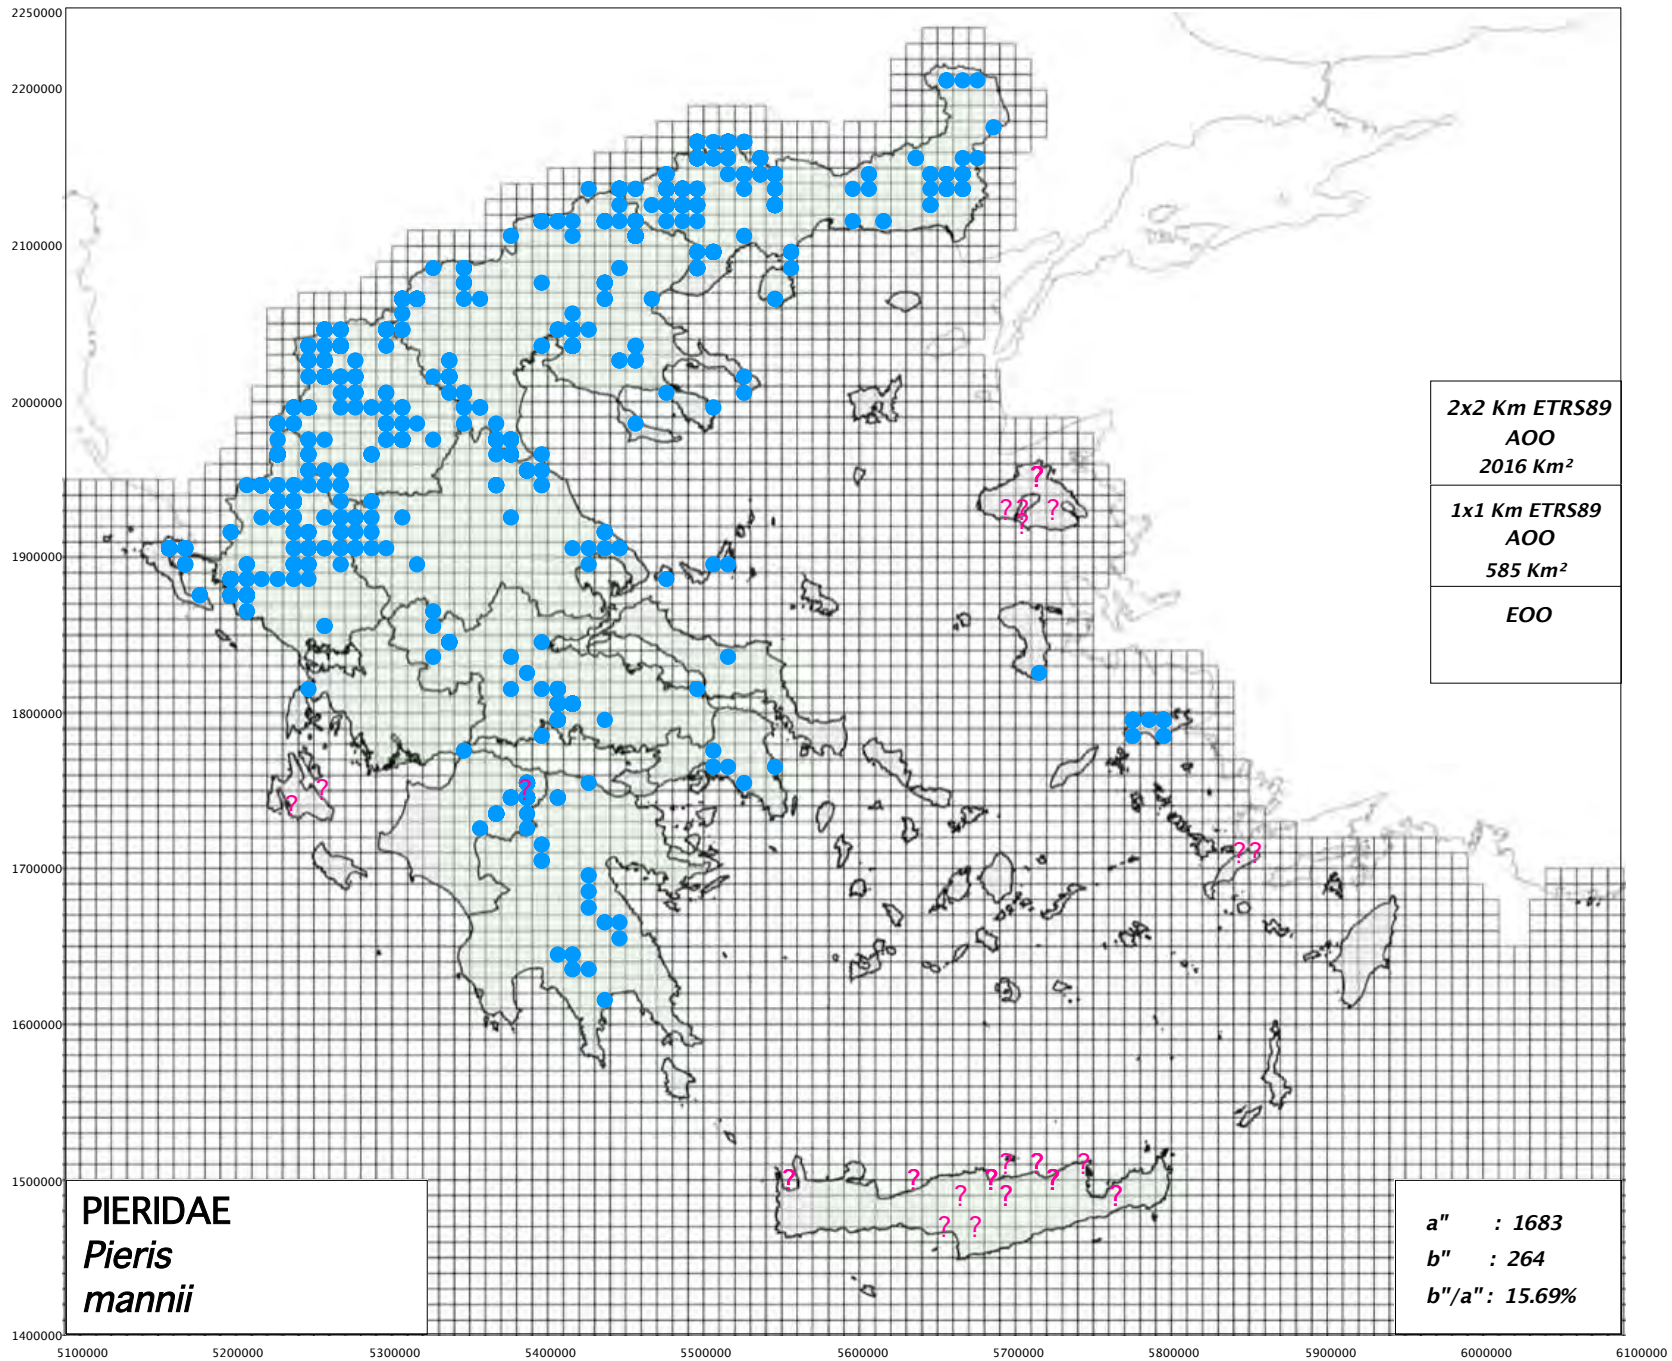 2250000
2200000
2100000
2000000
1900000
1800000
1700000
1600000
1500000
1400000
5100000 5200000 5300000 5400000 5500000 5600000 5700000 5800000 5900000 6000000 6100000
2x2 Km ETRS89
AOO
2016 Km²
1x1 Km ETRS89
AOO
585 Km²
EOO
?
? ? ?
?
? ?
?
? ?
? ? ?
? ? ? ?
? ? ?
? ?
PIERIDAE
Pieris
mannii
a" : 1683
b" : 264
b"/a" : 15.69%